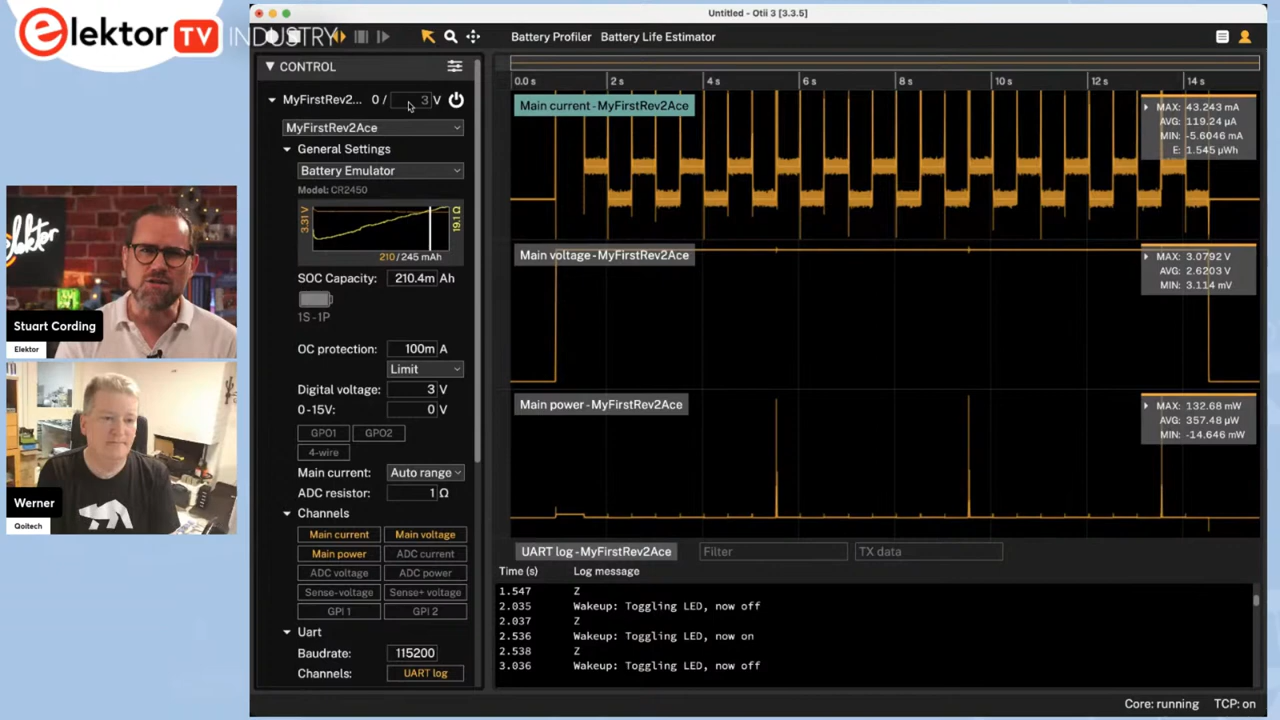 elektor TV INDUSTRY
elektor
Stuart Cording
Elektor
Werner
Qoitech
Untitled - Otii 3 [3.3.5]
Battery Profiler
Battery Life Estimator
CONTROL
MyFirstRev2... 0 / 3 V
MyFirstRev2Ace
General Settings
Battery Emulator
Model: CR2450
3.31 V
19.1 Ω
210 / 245 mAh
SOC Capacity: 210.4m Ah
1S - 1P
OC protection: 100m A
Limit
Digital voltage: 3 V
0-15V: 0 V
GPO1 GPO2
4-wire
Main current: Auto range
ADC resistor: 1 Ω
Channels
Main current Main voltage
Main power ADC current
ADC voltage ADC power
Sense- voltage Sense+ voltage
GPI 1 GPI 2
Uart
Baudrate: 115200
Channels: UART log
0.0 s 2 s 4 s 6 s 8 s 10 s 12 s 14 s
Main current - MyFirstRev2Ace
MAX: 43.243 mA
AVG: 119.24 µA
MIN: -5.6046 mA
E: 1.545 µWh
Main voltage - MyFirstRev2Ace
MAX: 3.0792 V
AVG: 2.6203 V
MIN: 3.114 mV
Main power - MyFirstRev2Ace
MAX: 132.68 mW
AVG: 357.48 µW
MIN: -14.646 mW
UART log - MyFirstRev2Ace
Filter
TX data
Time (s) Log message
1.547 Z
2.035 Wakeup: Toggling LED, now off
2.037 Z
2.536 Wakeup: Toggling LED, now on
2.538 Z
3.036 Wakeup: Toggling LED, now off
Core: running TCP: on